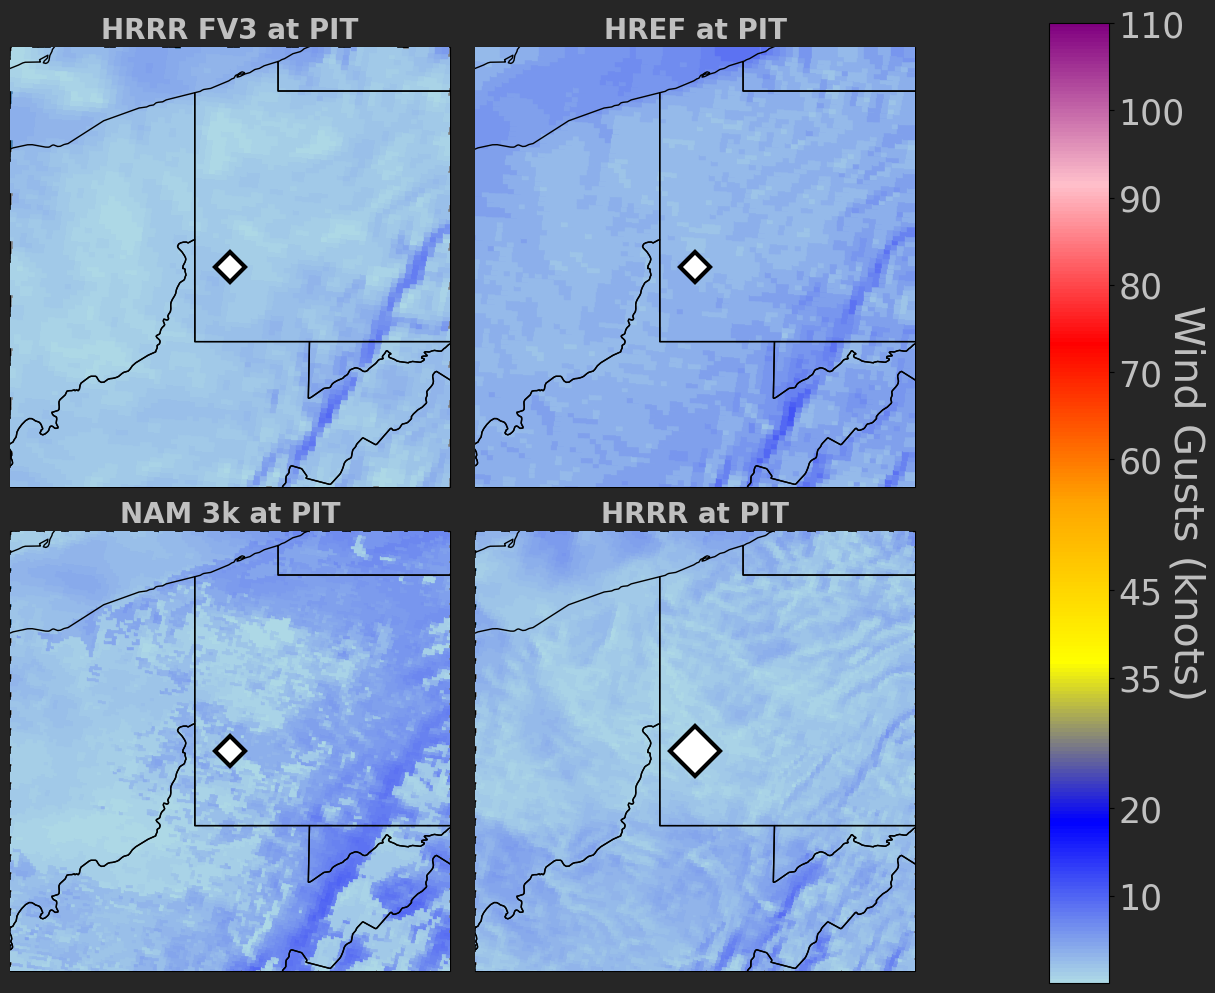 HRRR FV3 at PIT
HREF at PIT
NAM 3k at PIT
HRRR at PIT
110
100
90
80
70
60
45
35
20
10
Wind Gusts (knots)